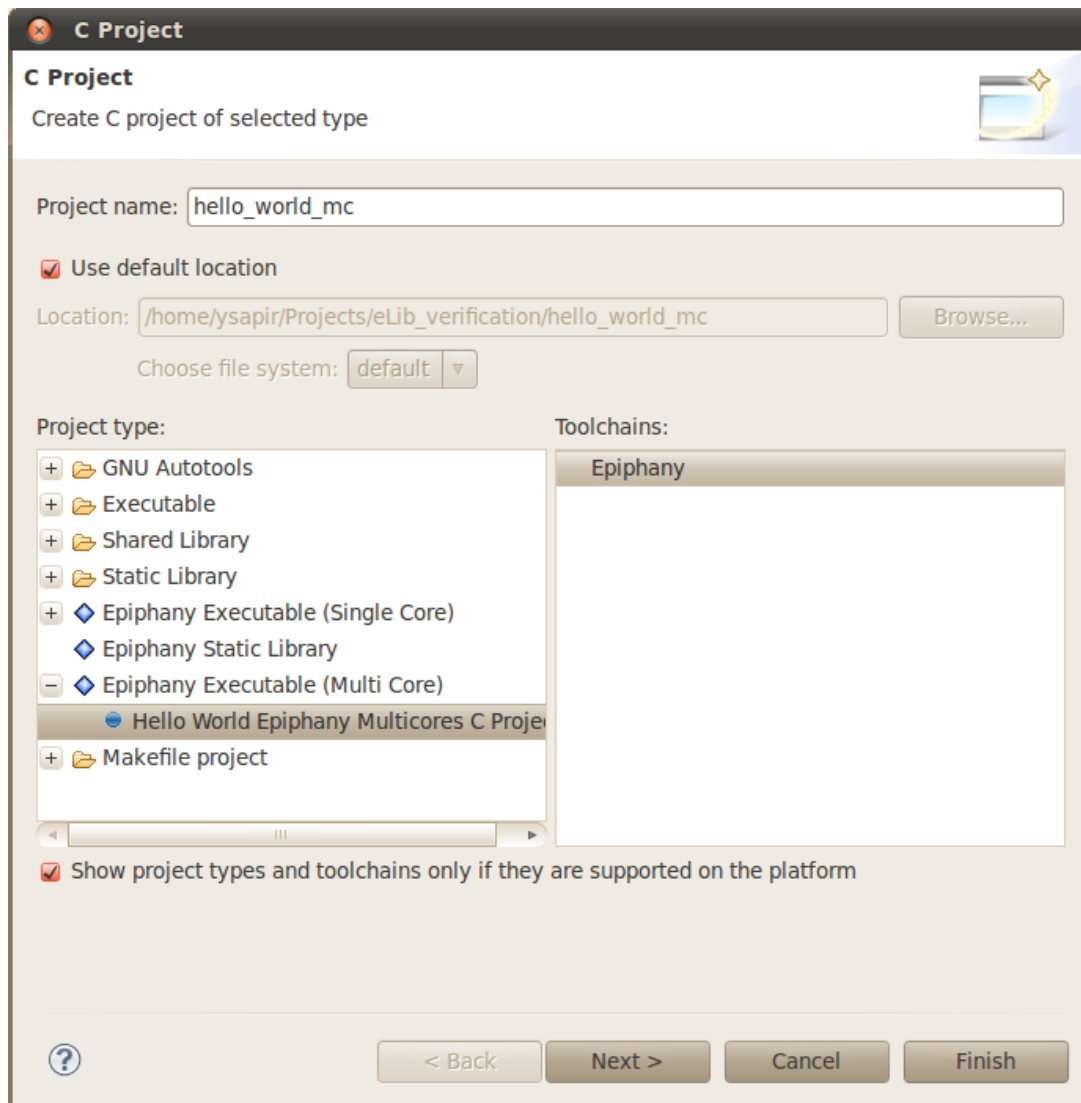 C Project
C Project
Create C project of selected type
Project name: hello_world_mc
Use default location
Location: /home/ysapir/Projects/eLib_verification/hello_world_mc Browse...
Choose file system: default
Project type: Toolchains:
GNU Autotools Epiphany
Executable
Shared Library
Static Library
Epiphany Executable (Single Core)
Epiphany Static Library
Epiphany Executable (Multi Core)
Hello World Epiphany Multicores C Projec
Makefile project
Show project types and toolchains only if they are supported on the platform
? < Back Next > Cancel Finish